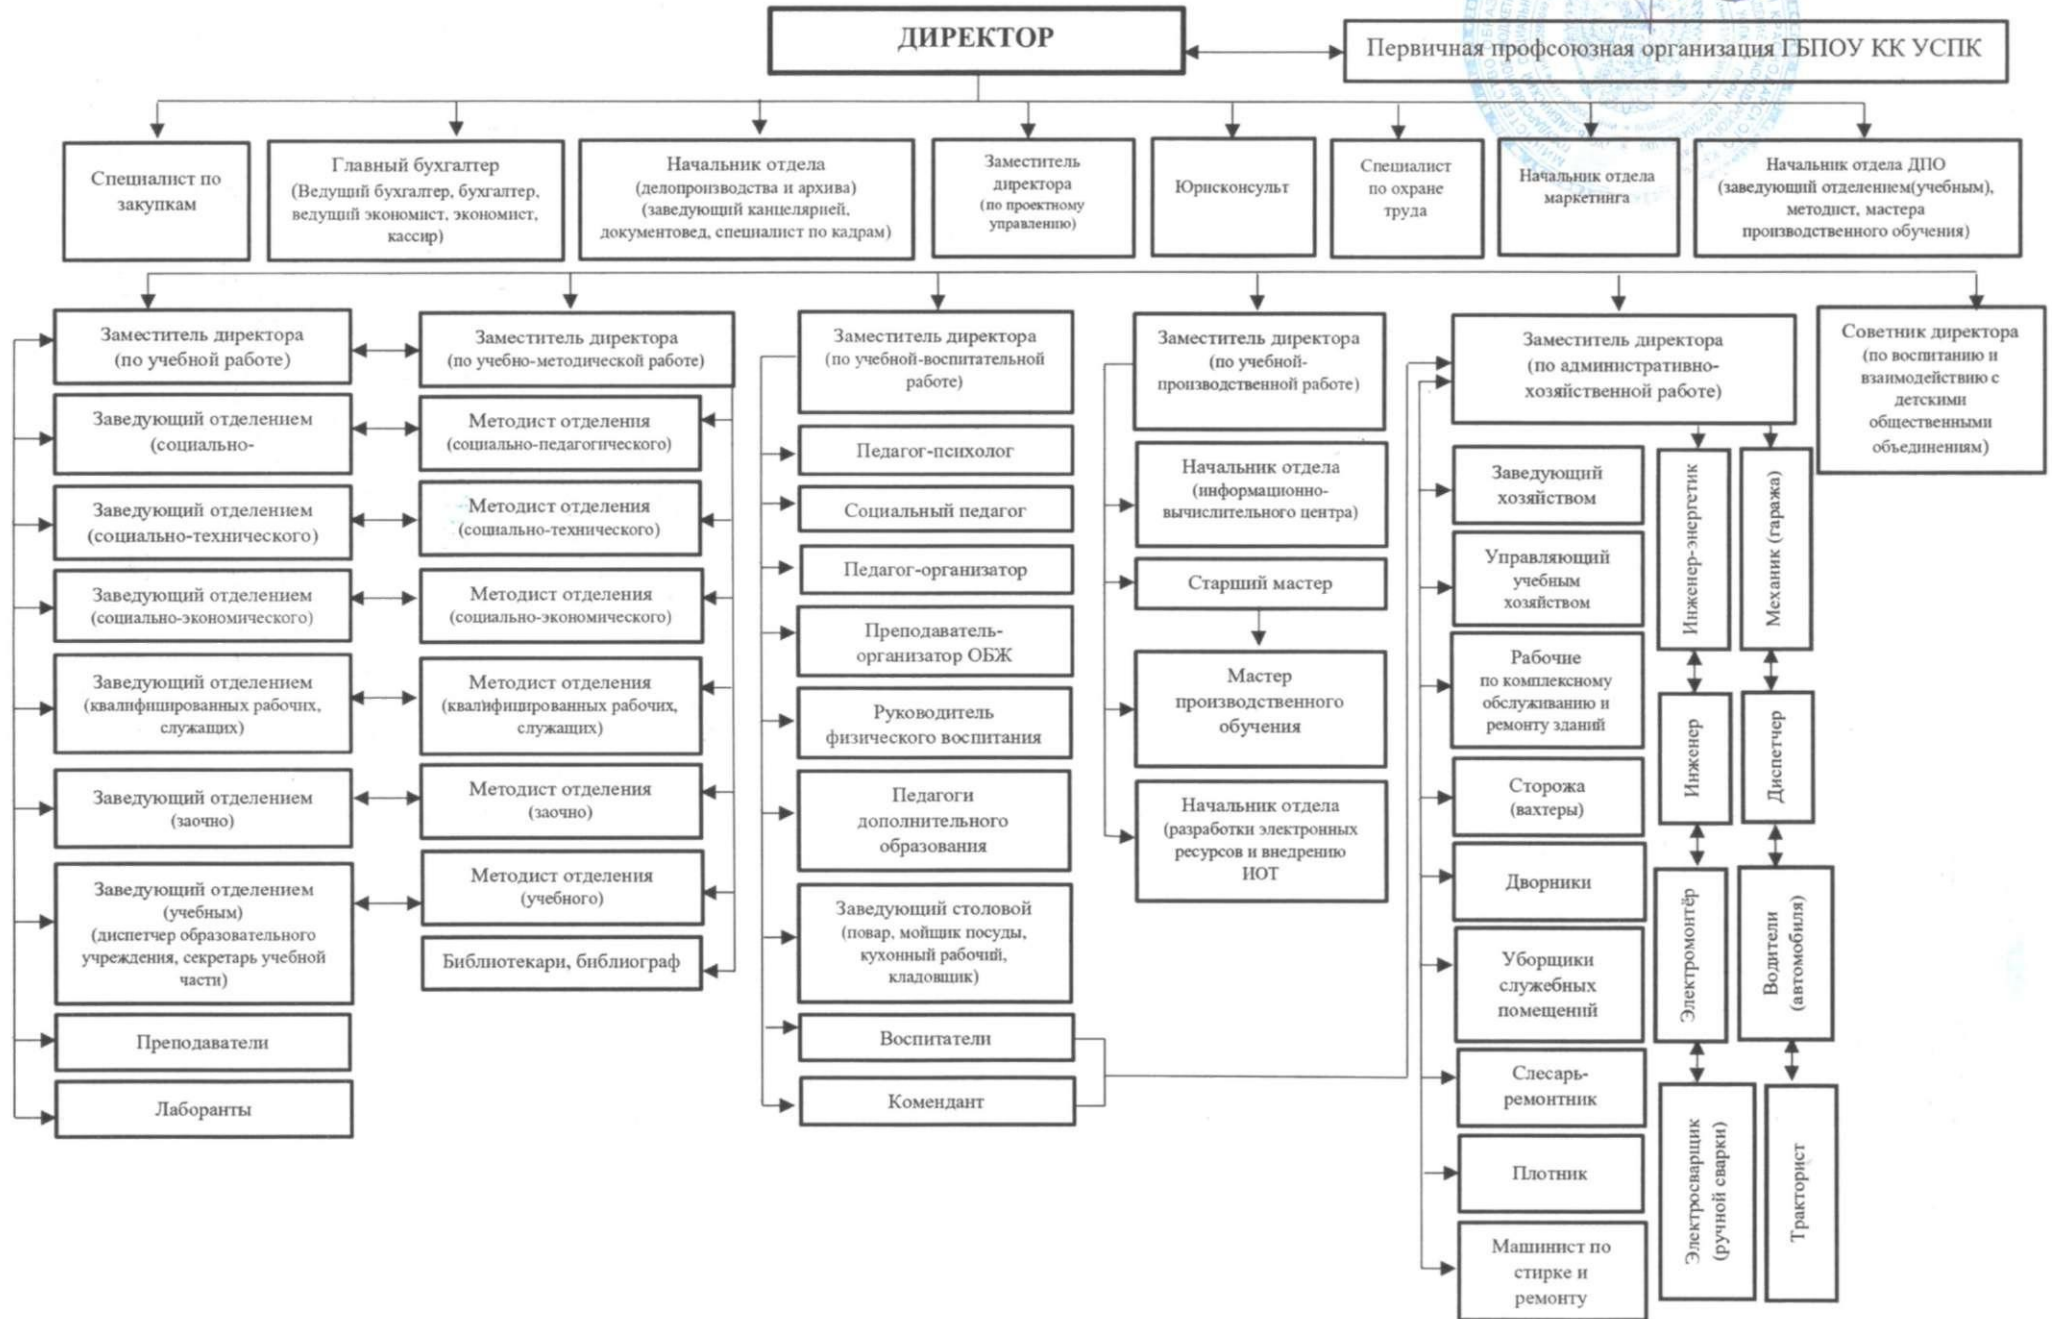 ДИРЕКТОР
Первичная профсоюзная организация ГБПОУ КК УСПК
Специалист по
закупкам
Главный бухгалтер
(Ведущий бухгалтер, бухгалтер,
ведущий экономист, экономист,
кассир)
Начальник отдела
(делопроизводства и архива)
(заведующий канцелярией,
документовед, специалист по кадрам)
Заместитель
директора
(по проектному
управлению)
Юрисконсульт
Специалист
по охране
труда
Начальник отдела
маркетинга
Начальник отдела ДПО
(заведующий отделением(учебным),
методист, мастера
производственного обучения)
Заместитель директора
(по учебной работе)
Заведующий отделением
(социально-
Заведующий отделением
(социально-технического)
Заведующий отделением
(социально-экономического)
Заведующий отделением
(квалифицированных рабочих,
служащих)
Заведующий отделением
(заочно)
Заведующий отделением
(учебным)
(диспетчер образовательного
учреждения, секретарь учебной
части)
Преподаватели
Лаборанты
Заместитель директора
(по учебно-методической работе)
Методист отделения
(социально-педагогического)
Методист отделения
(социально-технического)
Методист отделения
(социально-экономического)
Методист отделения
(квалифицированных рабочих,
служащих)
Методист отделения
(заочно)
Методист отделения
(учебного)
Библиотекари, библиограф
Заместитель директора
(по учебной-воспитательной
работе)
Педагог-психолог
Социальный педагог
Педагог-организатор
Преподаватель-
организатор ОБЖ
Руководитель
физического воспитания
Педагоги
дополнительного
образования
Заведующий столовой
(повар, мойщик посуды,
кухонный рабочий,
кладовщик)
Воспитатели
Комендант
Заместитель директора
(по учебной-
производственной работе)
Начальник отдела
(информационно-
вычислительного центра)
Старший мастер
Мастер
производственного
обучения
Начальник отдела
(разработки электронных
ресурсов и внедрению
ИОТ
Заместитель директора
(по административно-
хозяйственной работе)
Заведующий
хозяйством
Управляющий
учебным
хозяйством
Рабочие
по комплексному
обслуживанию и
ремонту зданий
Сторожа
(вахтеры)
Дворники
Уборщики
служебных
помещений
Слесарь-
ремонтник
Плотник
Машинист по
стирке и
ремонту
Инженер-энергетик
Инженер
Электромонтёр
Электросварщик
(ручной сварки)
Механик (гаража)
Диспетчер
Водители
(автомобиля)
Тракторист
Советник директора
(по воспитанию и
взаимодействию с
детскими
общественными
объединениям)